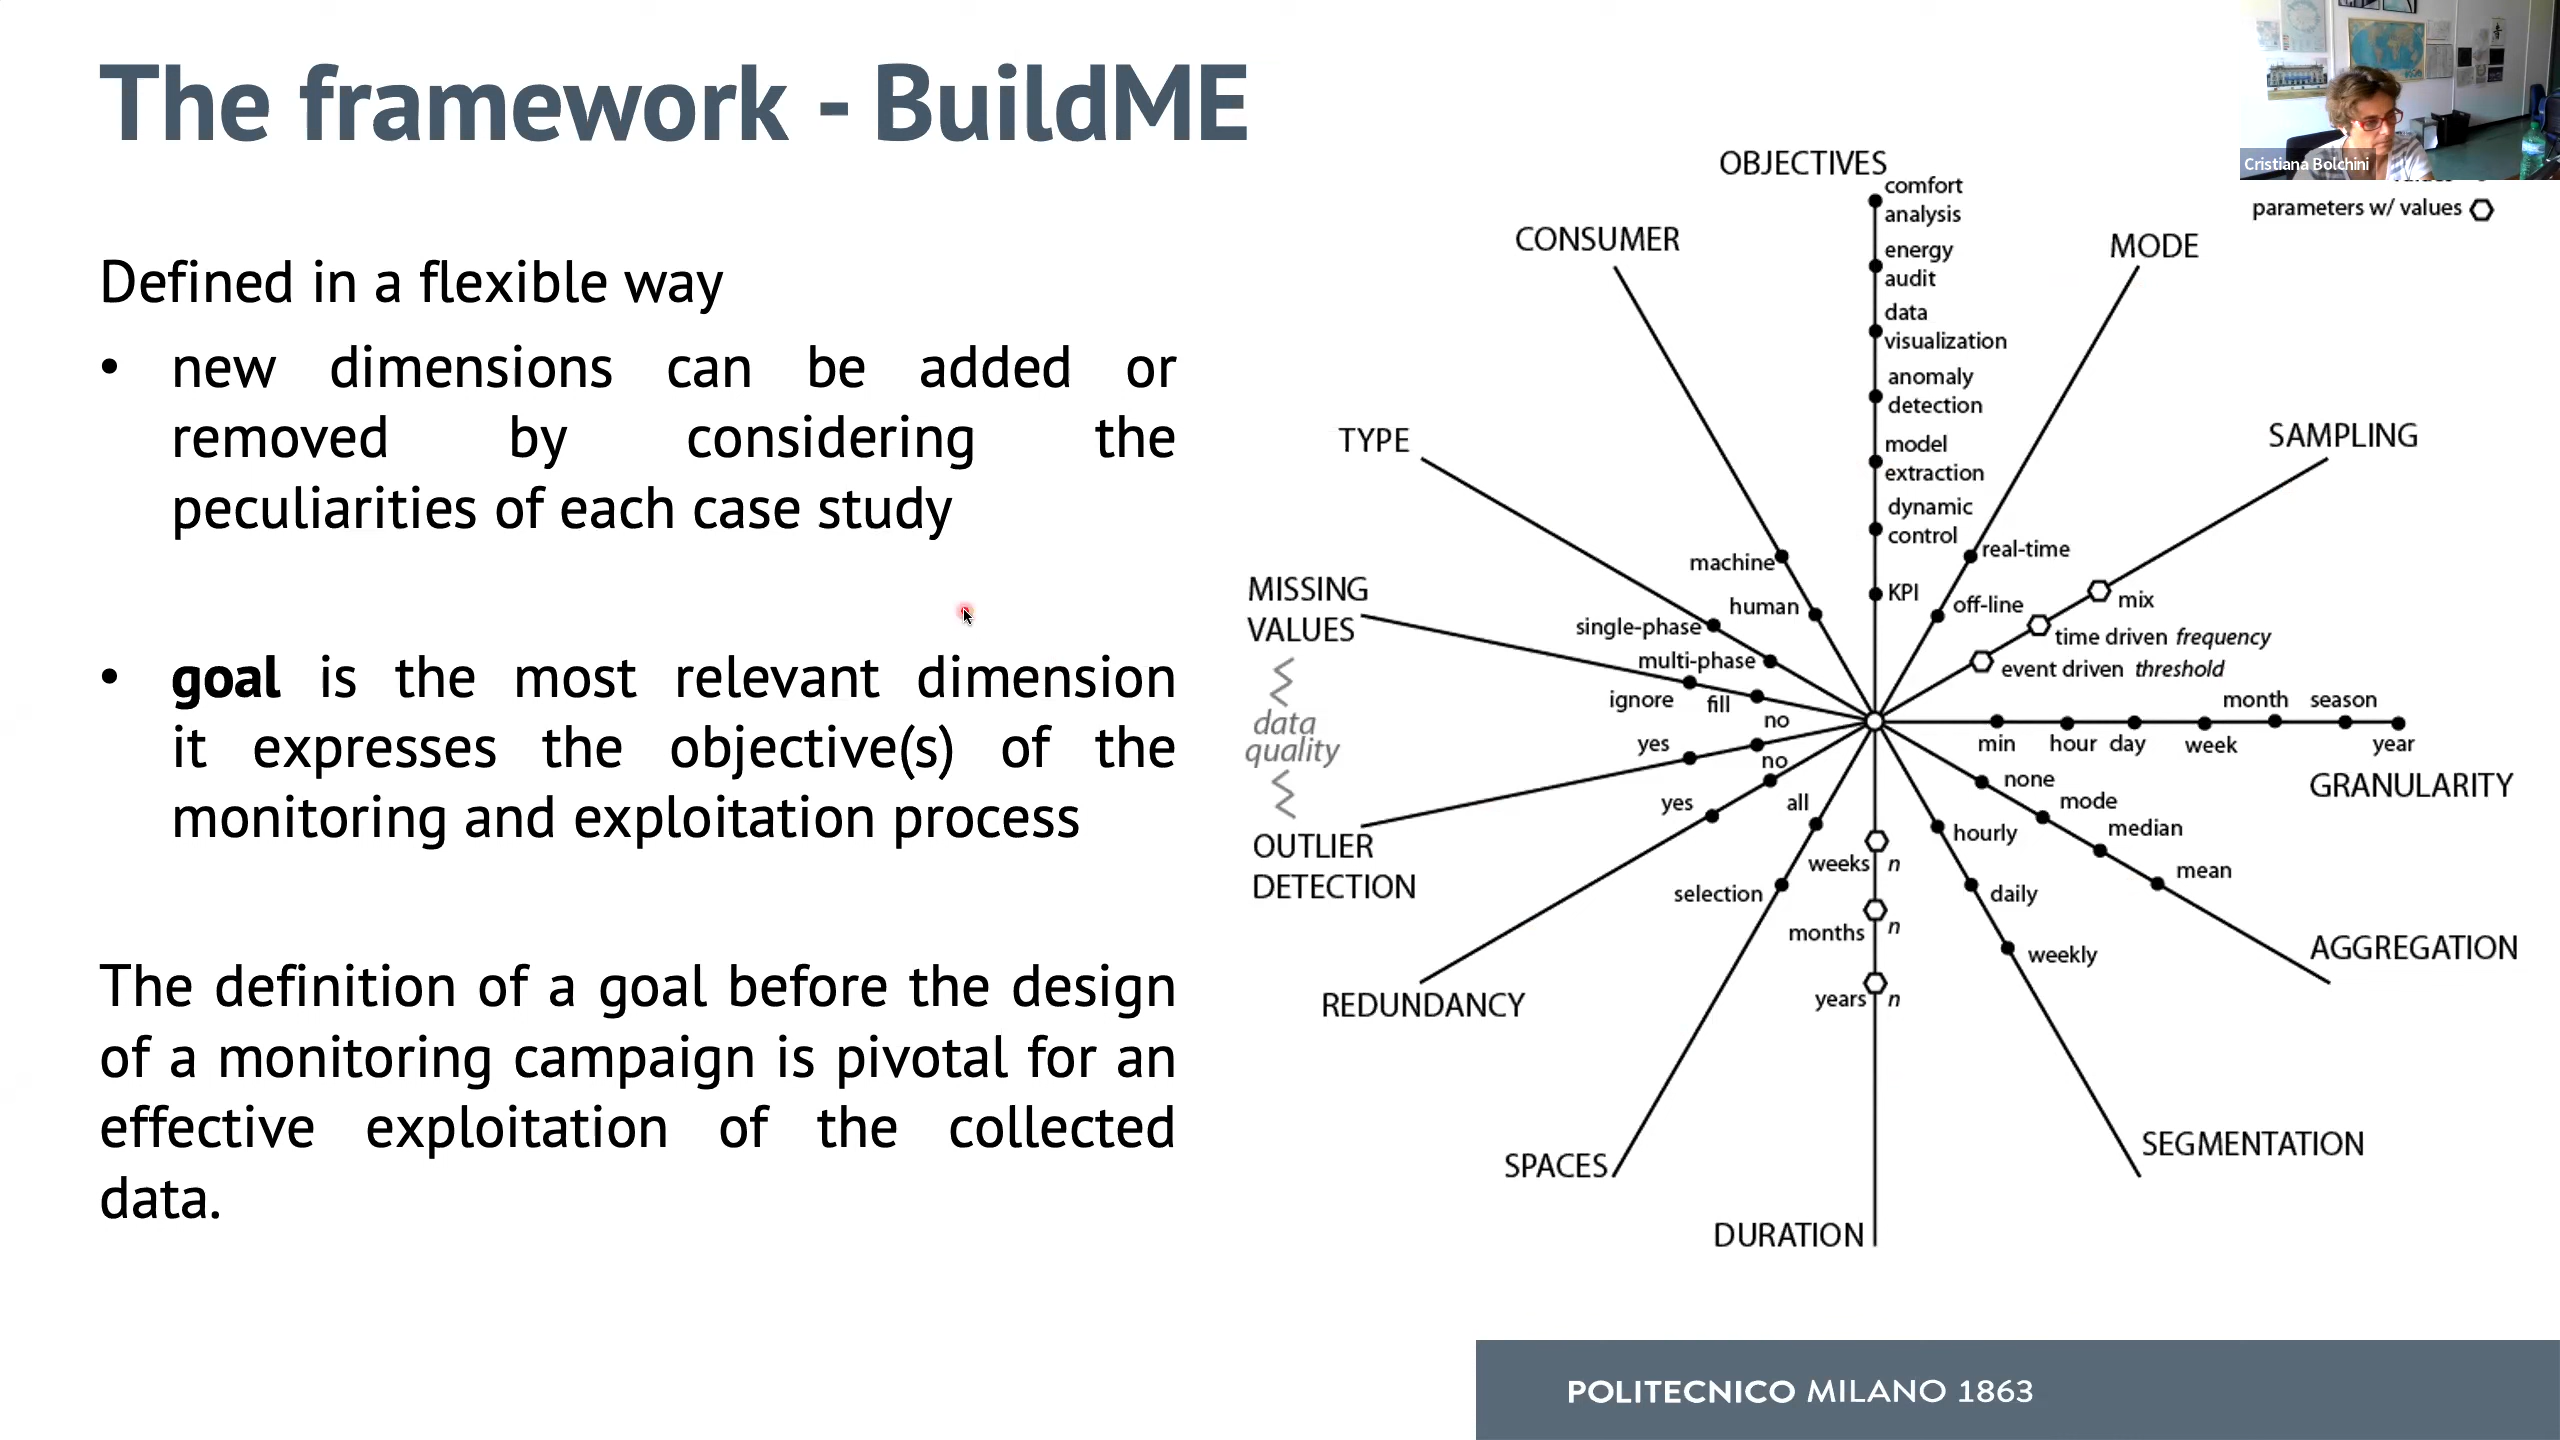 The framework - BuildME
Cristiana Bolchini
Defined in a flexible way
• new dimensions can be added or
removed by considering the
peculiarities of each case study
• goal is the most relevant dimension
it expresses the objective(s) of the
monitoring and exploitation process
The definition of a goal before the design
of a monitoring campaign is pivotal for an
effective exploitation of the collected
data.
parameters w/ values
OBJECTIVES
comfort
analysis
energy
audit
data
visualization
anomaly
detection
model
extraction
dynamic
control
KPI
MODE
real-time
off-line
SAMPLING
mix
time driven frequency
event driven threshold
month season
min hour day week year
GRANULARITY
none
mode
median
mean
AGGREGATION
hourly
daily
weekly
SEGMENTATION
weeks n
months n
years n
DURATION
all
selection
SPACES
no
yes
REDUNDANCY
no
yes
OUTLIER
DETECTION
data
quality
MISSING
VALUES
ignore fill
multi-phase
single-phase
TYPE
human
machine
CONSUMER
POLITECNICO MILANO 1863